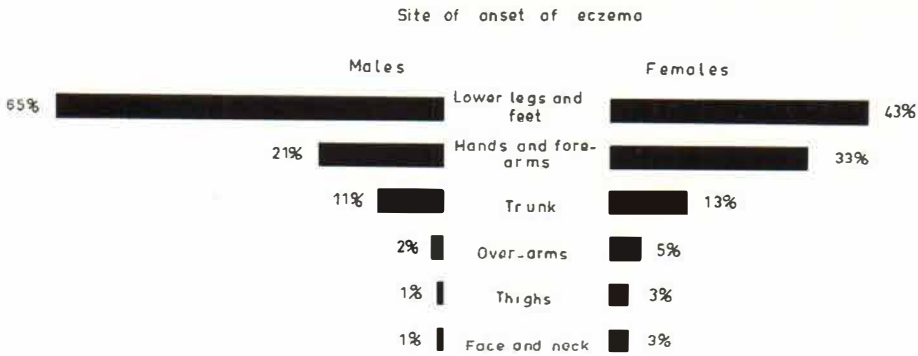 Site of onset of eczema
Males Females
65% Lower legs and 43%
feet
21% Hands and fore- 33%
arms
11% Trunk 13%
2% Over-arms 5%
1% Thighs 3%
1% Face and neck 3%